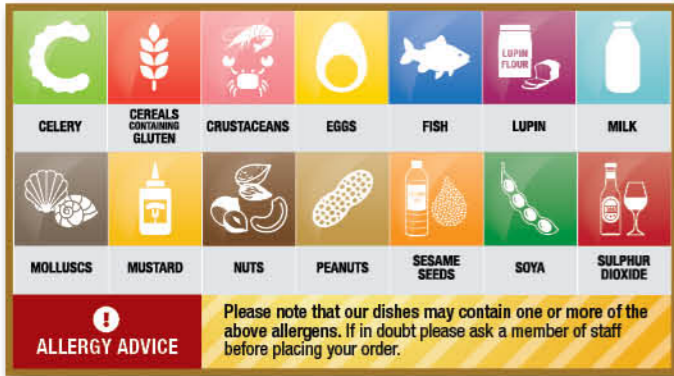 LUPIN
FLOUR
CELERY
CEREALS
CONTAINING
GLUTEN
CRUSTACEANS
EGGS
FISH
LUPIN
MILK
MOLLUSCS
MUSTARD
NUTS
PEANUTS
SESAME
SEEDS
SOYA
SULPHUR
DIOXIDE
!
ALLERGY ADVICE
Please note that our dishes may contain one or more of the
above allergens. If in doubt please ask a member of staff
before placing your order.